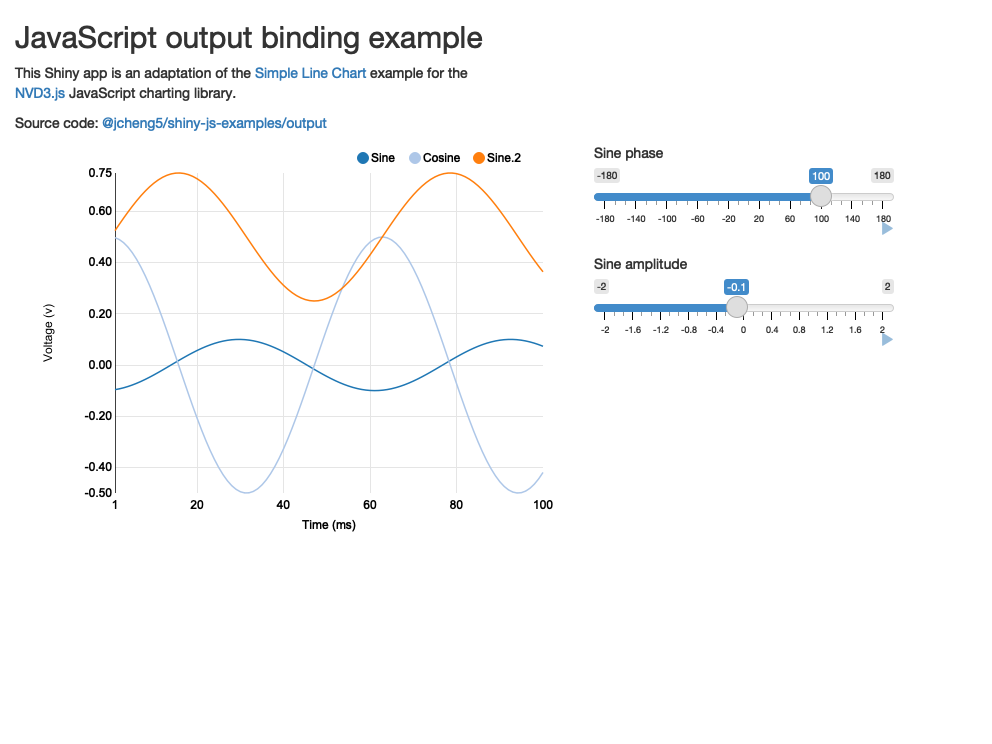 JavaScript output binding example
This Shiny app is an adaptation of the Simple Line Chart example for the
NVD3.js JavaScript charting library.
Source code: @jcheng5/shiny-js-examples/output
Sine Cosine Sine.2
0.75
0.60
0.40
0.20
0.00
-0.20
-0.40
-0.50
Voltage (v)
1 20 40 60 80 100
Time (ms)
Sine phase
-180 100 180
-180 -140 -100 -60 -20 20 60 100 140 180
Sine amplitude
-2 -0.1 2
-2 -1.6 -1.2 -0.8 -0.4 0 0.4 0.8 1.2 1.6 2